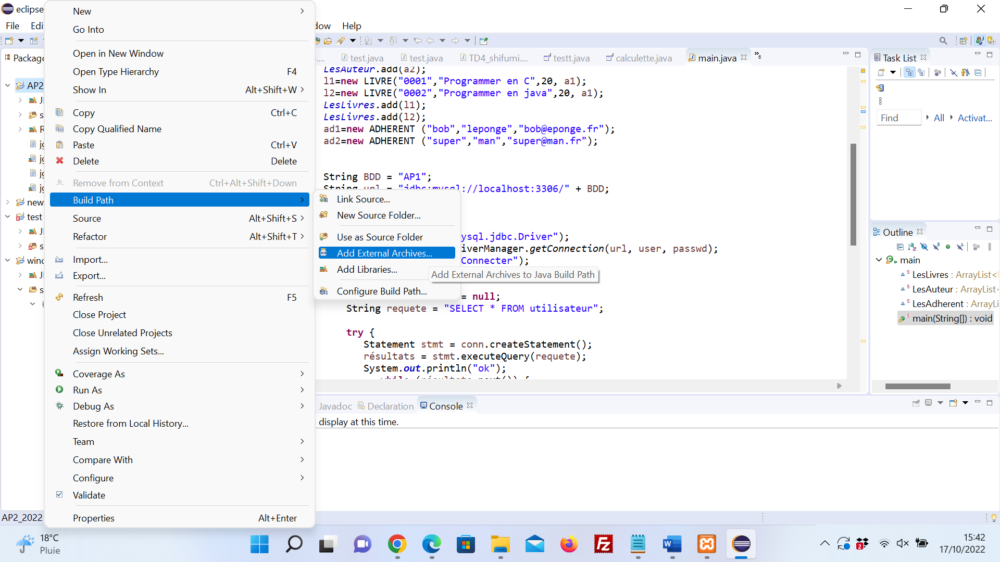 eclipse
File
Edi
dow
Help
Package
AP2
new
test
wind
New
Go Into
Open in New Window
Open Type Hierarchy F4
Show In Alt+Shift+W
Copy Ctrl+C
Copy Qualified Name
Paste Ctrl+V
Delete Delete
Remove from Context Ctrl+Alt+Shift+Down
Build Path
Source Alt+Shift+S
Refactor Alt+Shift+T
Import...
Export...
Refresh F5
Close Project
Close Unrelated Projects
Assign Working Sets...
Coverage As
Run As
Debug As
Restore from Local History...
Team
Compare With
Configure
Validate
Properties Alt+Enter
Link Source...
New Source Folder...
Use as Source Folder
Add External Archives...
Add Libraries...
Configure Build Path...
Add External Archives to Java Build Path
... test.java test.java TD4_shifumi.... testt.java calculette.java main.java 6
LesAuteur.add(a2);
l1=new LIVRE("0001","Programmer en C",20, a1);
l2=new LIVRE("0002","Programmer en java",20, a1);
LesLivres.add(l1);
LesLivres.add(l2);
ad1=new ADHERENT ("bob","leponge","bob@eponge.fr");
ad2=new ADHERENT ("super","man","super@man.fr");
String BDD = "AP1";
String url = "jdbc:mysql://localhost:3306/" + BDD;
ysql.jdbc.Driver");
iverManager.getConnection(url, user, passwd);
Connecter");
= null;
String requete = "SELECT * FROM utilisateur";
try {
Statement stmt = conn.createStatement();
résultats = stmt.executeQuery(requete);
System.out.println("ok");
while (résultats.next()) {
Javadoc Declaration Console
display at this time.
Task List
Find All Activat...
Outline
main
LesLivres : ArrayList<
LesAuteur : ArrayList<
LesAdherent : ArrayLi
main(String[]) : void
AP2_2022
18°C
Pluie
2
15:42
17/10/2022